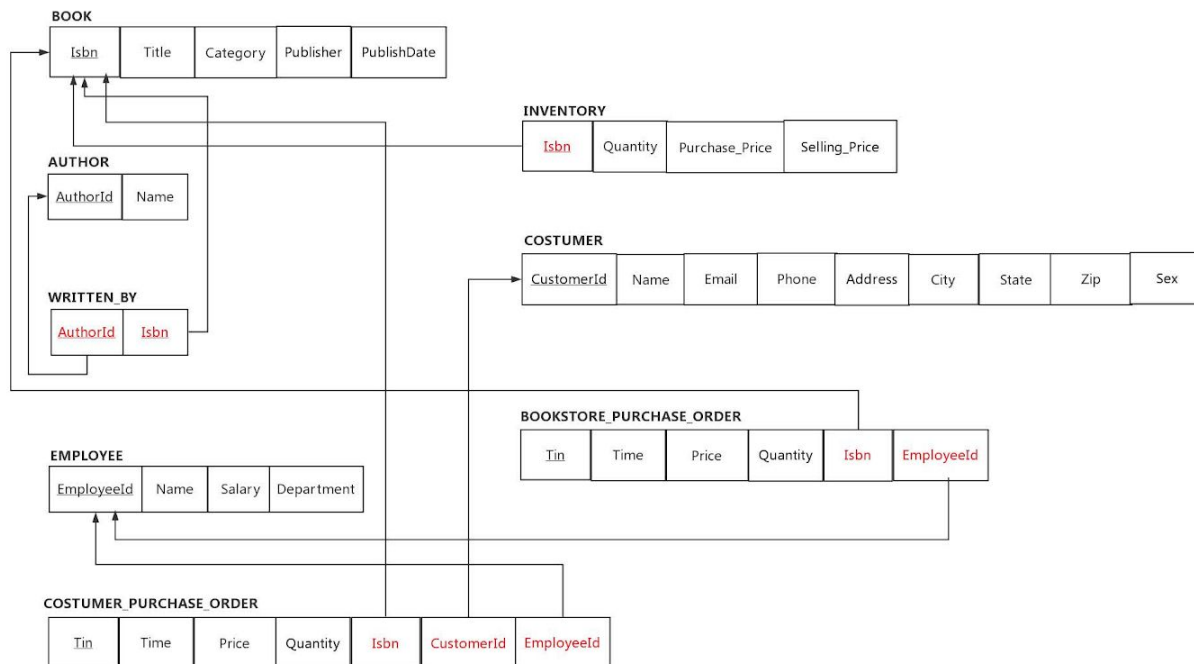 BOOK
Isbn Title Category Publisher PublishDate
INVENTORY
Isbn Quantity Purchase_Price Selling_Price
AUTHOR
AuthorId Name
COSTUMER
CustomerId Name Email Phone Address City State Zip Sex
WRITTEN_BY
AuthorId Isbn
BOOKSTORE_PURCHASE_ORDER
Tin Time Price Quantity Isbn EmployeeId
EMPLOYEE
EmployeeId Name Salary Department
COSTUMER_PURCHASE_ORDER
Tin Time Price Quantity Isbn CustomerId EmployeeId